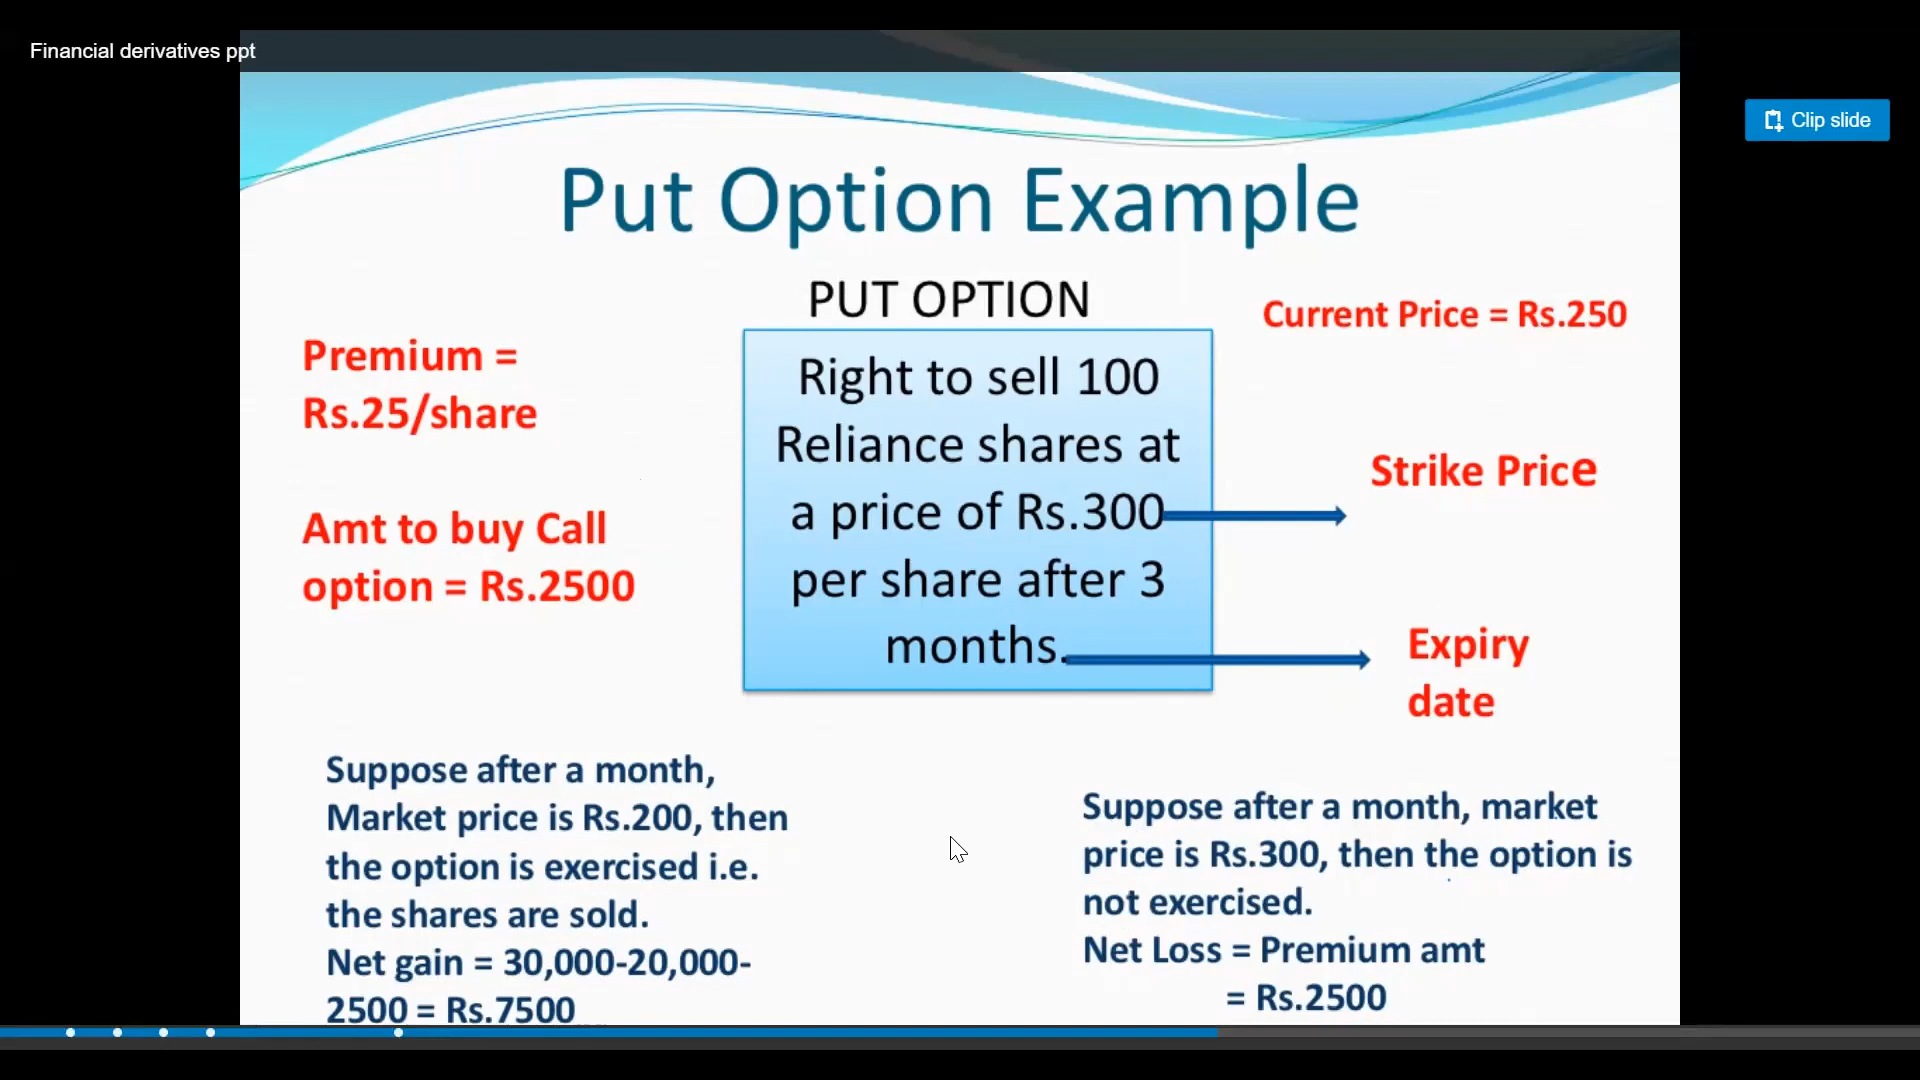 Financial derivatives ppt
Clip slide
Put Option Example
PUT OPTION
Current Price = Rs.250
Premium =
Rs.25/share
Amt to buy Call
option = Rs.2500
Right to sell 100
Reliance shares at
a price of Rs.300
per share after 3
months.
Strike Price
Expiry
date
Suppose after a month,
Market price is Rs.200, then
the option is exercised i.e.
the shares are sold.
Net gain = 30,000-20,000-
2500 = Rs.7500
Suppose after a month, market
price is Rs.300, then the option is
not exercised.
Net Loss = Premium amt
= Rs.2500